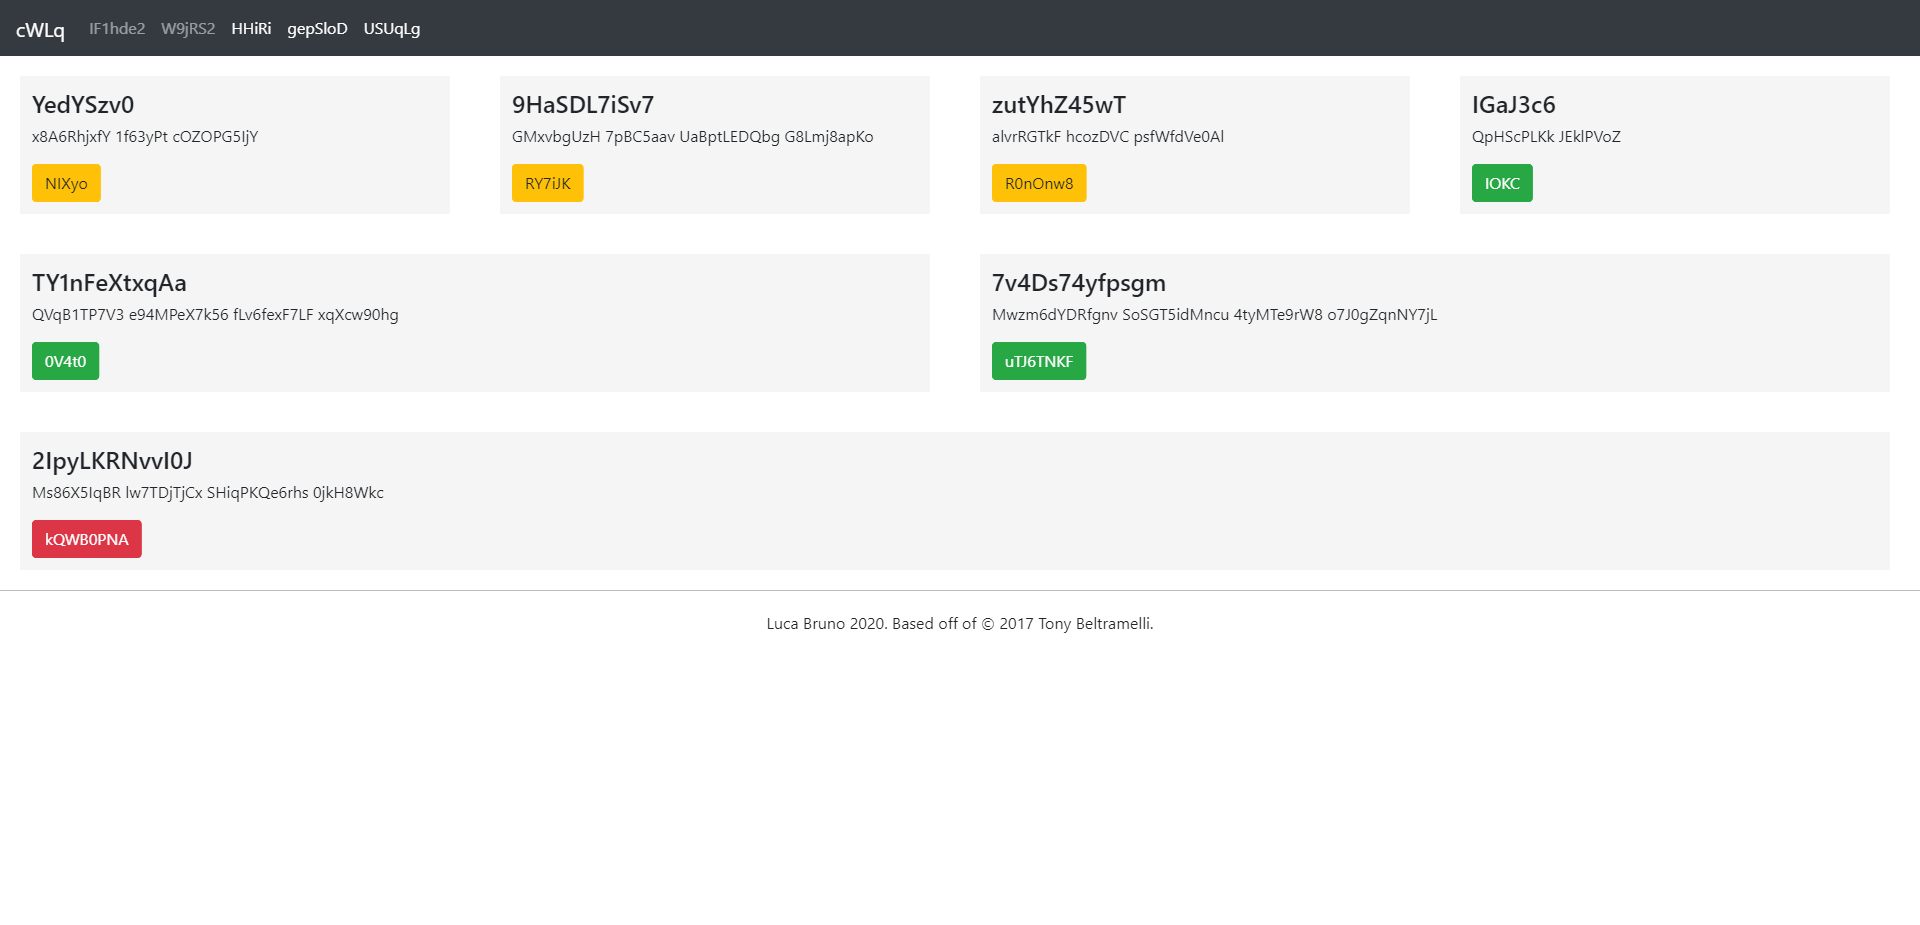 cWLq IF1hde2 W9jRS2 HHiRi gepSloD USUqLg
YedYSzv0
x8A6RhjxfY 1f63yPt cOZOPG5IjY
NIXyo
9HaSDL7iSv7
GMxvbgUzH 7pBC5aav UaBptLEDQbg G8Lmj8apKo
RY7iJK
zutYhZ45wT
alvrRGTkF hcozDVC psfWfdVe0Al
R0nOnw8
IGaJ3c6
QpHScPLKk JEklPVoZ
IOKC
TY1nFeXtxqAa
QVqB1TP7V3 e94MPeX7k56 fLv6fexF7LF xqXcw90hg
0V4t0
7v4Ds74yfpsgm
Mwzm6dYDRfgnv SoSGT5idMncu 4tyMTe9rW8 o7J0gZqnNY7jL
uTJ6TNKF
2IpyLKRNvvI0J
Ms86X5IqBR lw7TDjTjCx SHiqPKQe6rhs 0jkH8Wkc
kQWB0PNA
Luca Bruno 2020. Based off of © 2017 Tony Beltramelli.